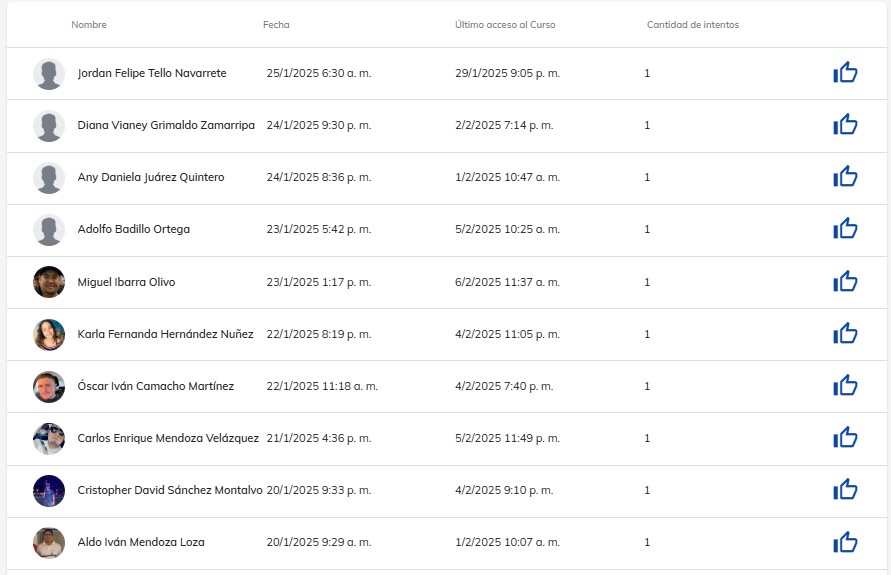 Nombre Fecha Último acceso al Curso Cantidad de intentos
Jordan Felipe Tello Navarrete 25/1/2025 6:30 a. m. 29/1/2025 9:05 p. m. 1
Diana Vianey Grimaldo Zamarripa 24/1/2025 9:30 p. m. 2/2/2025 7:14 p. m. 1
Any Daniela Juárez Quintero 24/1/2025 8:36 p. m. 1/2/2025 10:47 a. m. 1
Adolfo Badillo Ortega 23/1/2025 5:42 p. m. 5/2/2025 10:25 a. m. 1
Miguel Ibarra Olivo 23/1/2025 1:17 p. m. 6/2/2025 11:37 a. m. 1
Karla Fernanda Hernández Nuñez 22/1/2025 8:19 p. m. 4/2/2025 11:05 p. m. 1
Óscar Iván Camacho Martínez 22/1/2025 11:18 a. m. 4/2/2025 7:40 p. m. 1
Carlos Enrique Mendoza Velázquez 21/1/2025 4:36 p. m. 5/2/2025 11:49 p. m. 1
Cristopher David Sánchez Montalvo 20/1/2025 9:33 p. m. 4/2/2025 9:10 p. m. 1
Aldo Iván Mendoza Loza 20/1/2025 9:29 a. m. 1/2/2025 10:07 a. m. 1